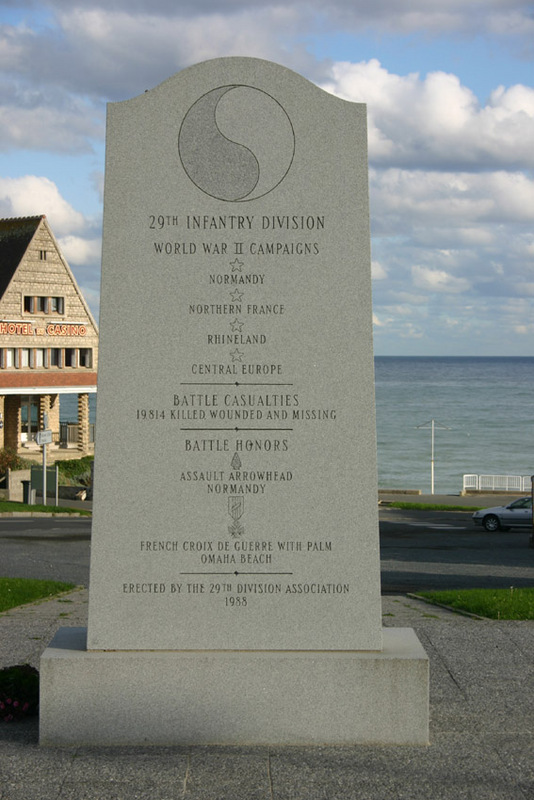 29TH INFANTRY DIVISION
WORLD WAR II CAMPAIGNS
NORMANDY
NORTHERN FRANCE
RHINELAND
CENTRAL EUROPE
BATTLE CASUALTIES
19814 KILLED, WOUNDED AND MISSING
BATTLE HONORS
ASSAULT ARROWHEAD
NORMANDY
FRENCH CROIX DE GUERRE WITH PALM
OMAHA BEACH
ERECTED BY THE 29TH DIVISION ASSOCIATION
1988
HOTEL DU CASINO